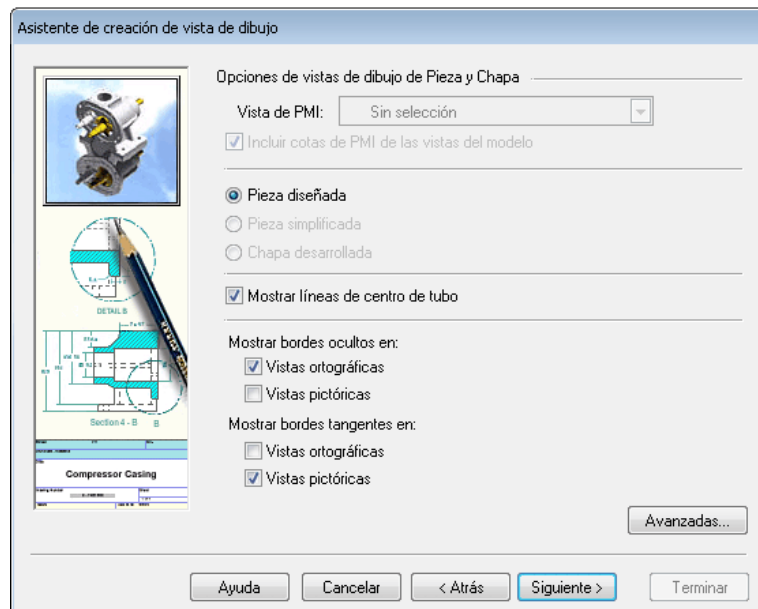 Asistente de creación de vista de dibujo
Opciones de vistas de dibujo de Pieza y Chapa
Vista de PMI: Sin selección
Incluir cotas de PMI de las vistas del modelo
Pieza diseñada
Pieza simplificada
Chapa desarrollada
Mostrar líneas de centro de tubo
Mostrar bordes ocultos en:
Vistas ortográficas
Vistas pictóricas
Mostrar bordes tangentes en:
Vistas ortográficas
Vistas pictóricas
DETAIL B
Section 4 - B B
Compressor Casing
Avanzadas...
Ayuda Cancelar < Atrás Siguiente > Terminar